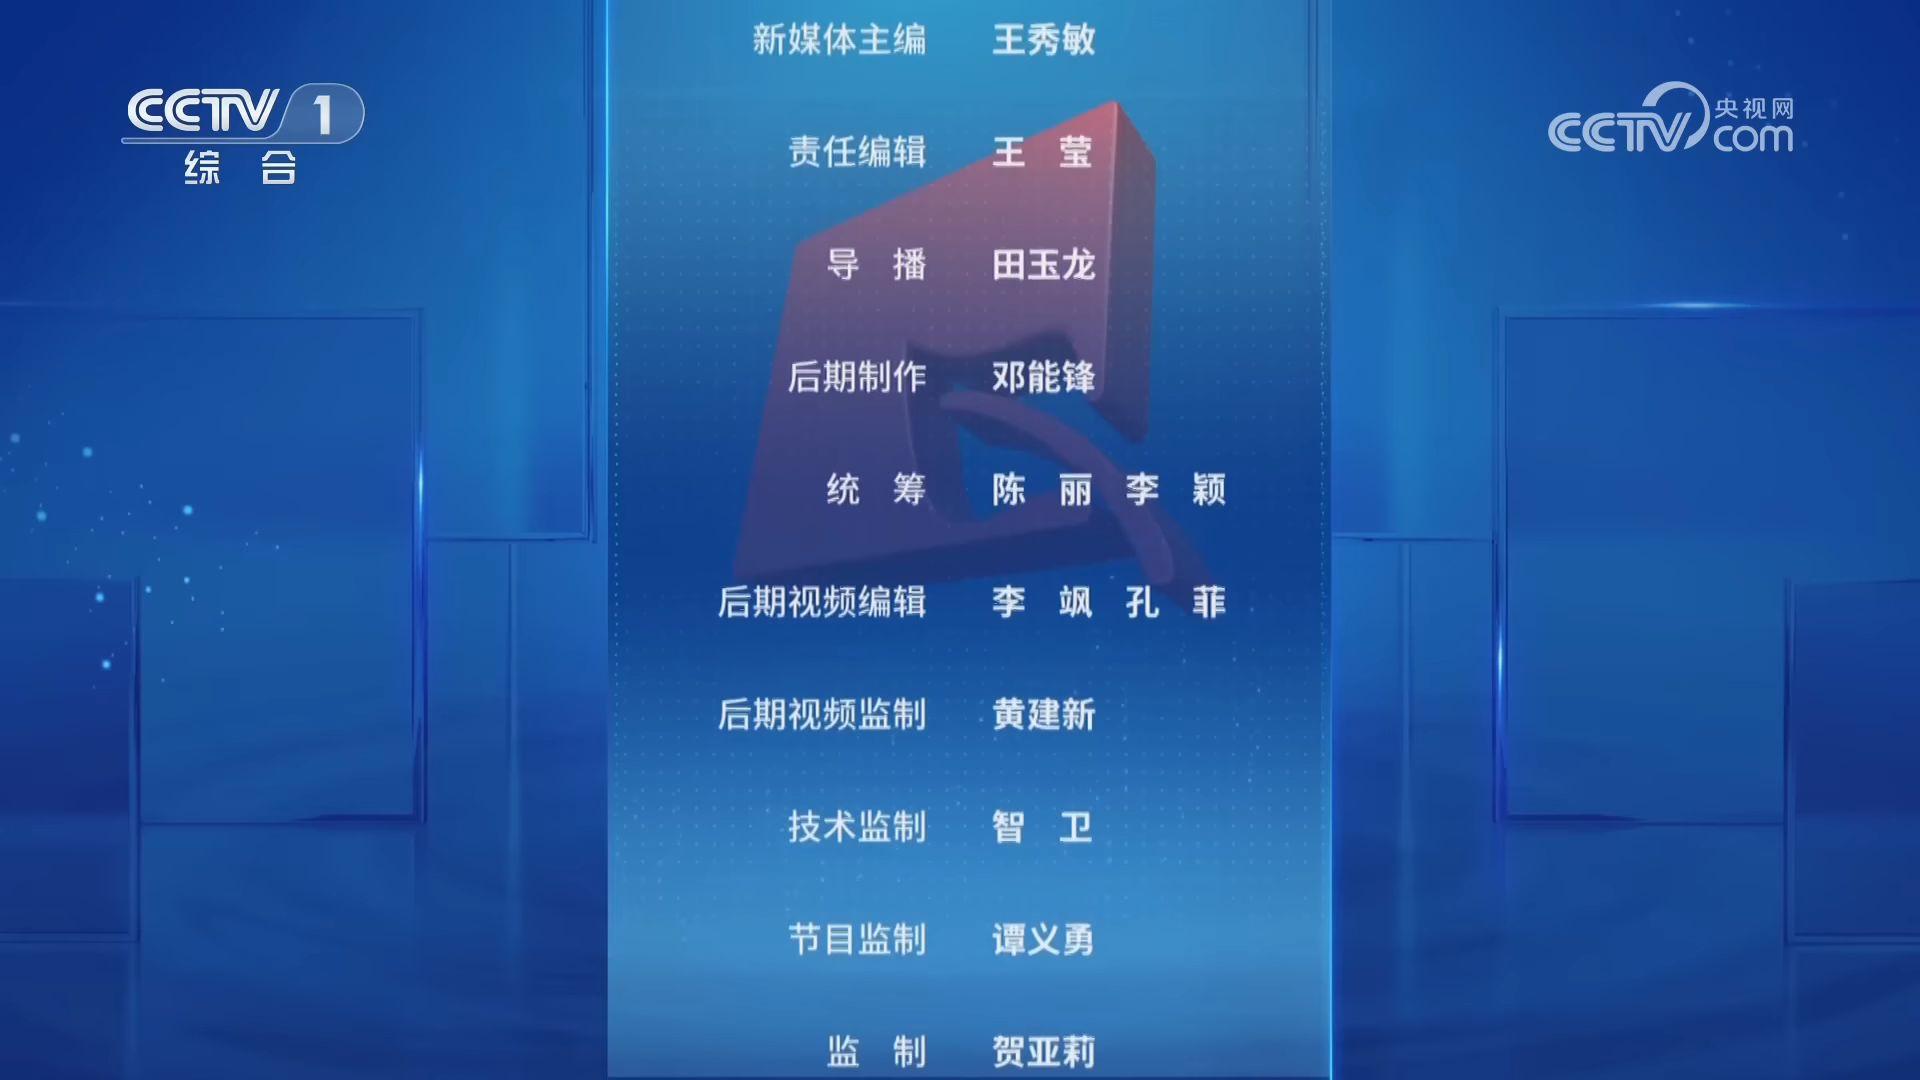 新媒体主编 王秀敏
CCTV 1
综 合
CCTV 央视网
com
责任编辑 王 莹
导 播 田玉龙
后期制作 邓能锋
统 筹 陈 丽 李 颖
后期视频编辑 李 飒 孔 菲
后期视频监制 黄建新
技术监制 智 卫
节目监制 谭义勇
监 制 贺亚莉